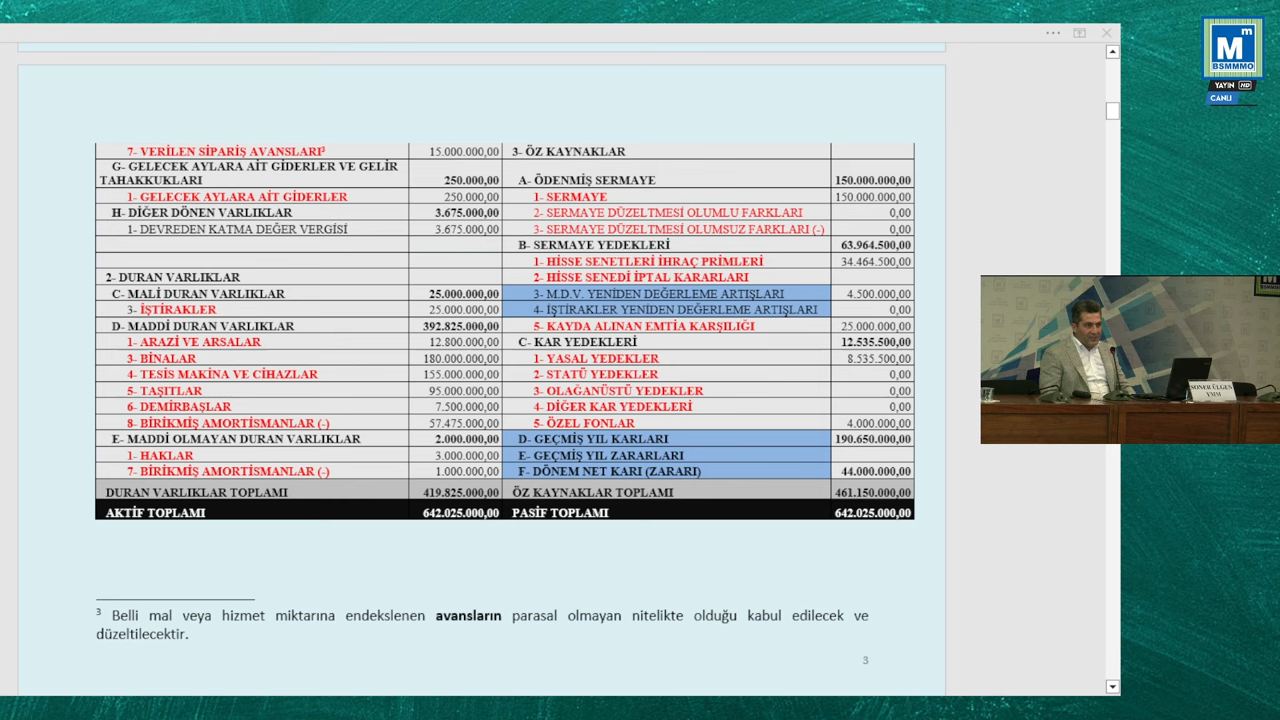 M m
BSMMMO
YAYIN HD
CANLI
7- VERİLEN SİPARİŞ AVANSLARI³ 15.000.000,00 3- ÖZ KAYNAKLAR
G- GELECEK AYLARA AİT GİDERLER VE GELİR
TAHAKKUKLARI 250.000,00 A- ÖDENMİŞ SERMAYE 150.000.000,00
1- GELECEK AYLARA AİT GİDERLER 250.000,00 1- SERMAYE 150.000.000,00
H- DİĞER DÖNEN VARLIKLAR 3.675.000,00 2- SERMAYE DÜZELTMESİ OLUMLU FARKLARI 0,00
1- DEVREDEN KATMA DEĞER VERGİSİ 3.675.000,00 3- SERMAYE DÜZELTMESİ OLUMSUZ FARKLARI (-) 0,00
B- SERMAYE YEDEKLERİ 63.964.500,00
1- HİSSE SENETLERİ İHRAÇ PRİMLERİ 34.464.500,00
2- DURAN VARLIKLAR 2- HİSSE SENEDİ İPTAL KARARLARI
C- MALİ DURAN VARLIKLAR 25.000.000,00 3- M.D.V. YENİDEN DEĞERLEME ARTIŞLARI 4.500.000,00
3- İŞTİRAKLER 25.000.000,00 4- İŞTİRAKLER YENİDEN DEĞERLEME ARTIŞLARI 0,00
D- MADDİ DURAN VARLIKLAR 392.825.000,00 5- KAYDA ALINAN EMTİA KARŞILIĞI 25.000.000,00
1- ARAZİ VE ARSALAR 12.800.000,00 C- KAR YEDEKLERİ 12.535.500,00
3- BİNALAR 180.000.000,00 1- YASAL YEDEKLER 8.535.500,00
4- TESİS MAKİNA VE CİHAZLAR 155.000.000,00 2- STATÜ YEDEKLER 0,00
5- TAŞITLAR 95.000.000,00 3- OLAĞANÜSTÜ YEDEKLER 0,00
6- DEMİRBAŞLAR 7.500.000,00 4- DİĞER KAR YEDEKLERİ 0,00
8- BİRİKMİŞ AMORTİSMANLAR (-) 57.475.000,00 5- ÖZEL FONLAR 4.000.000,00
E- MADDİ OLMAYAN DURAN VARLIKLAR 2.000.000,00 D- GEÇMİŞ YIL KARLARI 190.650.000,00
1- HAKLAR 3.000.000,00 E- GEÇMİŞ YIL ZARARLARI
7- BİRİKMİŞ AMORTİSMANLAR (-) 1.000.000,00 F- DÖNEM NET KARI (ZARARI) 44.000.000,00
DURAN VARLIKLAR TOPLAMI 419.825.000,00 ÖZ KAYNAKLAR TOPLAMI 461.150.000,00
AKTİF TOPLAMI 642.025.000,00 PASİF TOPLAMI 642.025.000,00
³ Belli mal veya hizmet miktarına endekslenen avansların parasal olmayan nitelikte olduğu kabul edilecek ve
düzeltilecektir.
3
SONER ÜLGEN
YMM